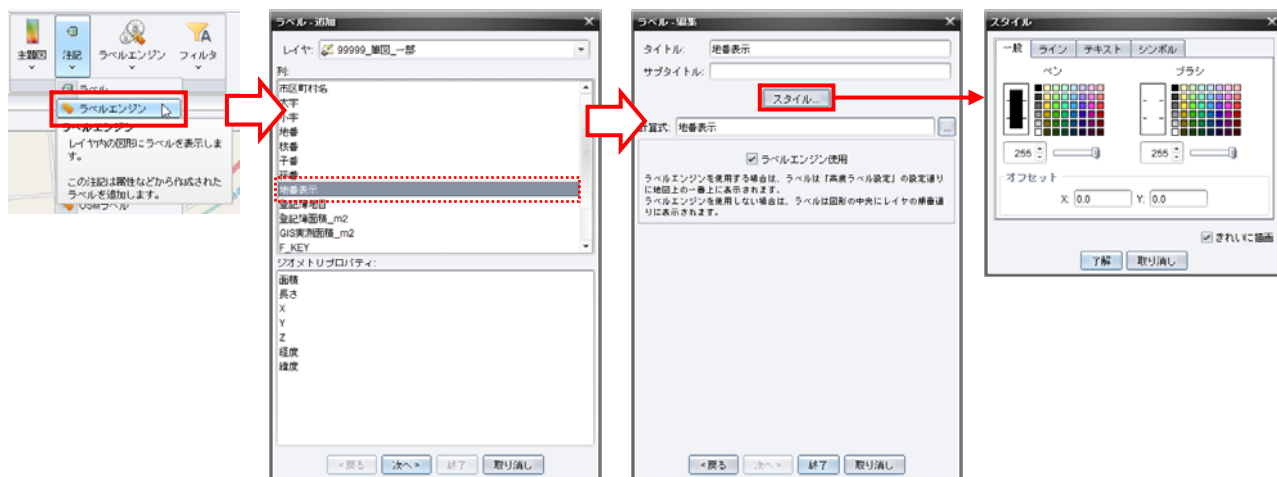 主題図
注記
ラベルエンジン
フィルタ
ラベル
ラベルエンジン
ラベルエンジン
レイヤ内の図形にラベルを表示しま
す。
この注記は属性などから作成された
ラベルを追加します。
OSMラベル
ラベル - 追加
レイヤ: 99999_筆図_一部
列:
市区町村名
大字
小字
地番
枝番
子番
孫番
地番表示
登記簿地目
登記簿面積_m2
GIS実測面積_m2
F_KEY
ジオメトリプロパティ:
面積
長さ
X
Y
Z
経度
緯度
<戻る 次へ> 終了 取り消し
ラベル - 編集
タイトル: 地番表示
サブタイトル:
スタイル...
計算式: 地番表示 ...
ラベルエンジン使用
ラベルエンジンを使用する場合は、ラベルは「高度ラベル設定」の設定通り
に地図上の一番上に表示されます。
ラベルエンジンを使用しない場合は、ラベルは図形の中央にレイヤの順番通
りに表示されます。
<戻る 次へ> 終了 取り消し
スタイル
一般 ライン テキスト シンボル
ペン ブラシ
255 255
オフセット
X: 0.0 Y: 0.0
きれいに描画
了解 取り消し